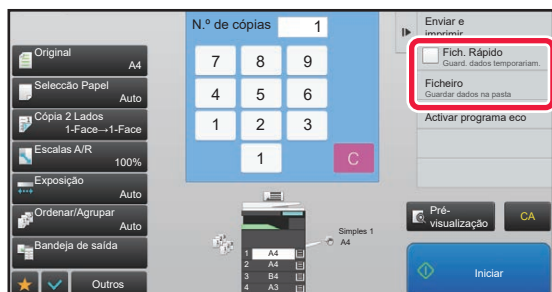 N.º de cópias 1
Original
A4
Seleccão Papel
Auto
Cópia 2 Lados
1-Face→1-Face
Escalas A/R
100%
Exposição
Auto
Ordenar/Agrupar
Auto
Bandeja de saída
Outros
7 8 9
4 5 6
1 2 3
1 C
Simples 1
A4
1 A4
2 A4
3 B4
4 A3
Enviar e
imprimir
Fich. Rápido
Guard. dados temporariam.
Ficheiro
Guardar dados na pasta
Activar programa eco
Pré-
visualização
CA
Iniciar